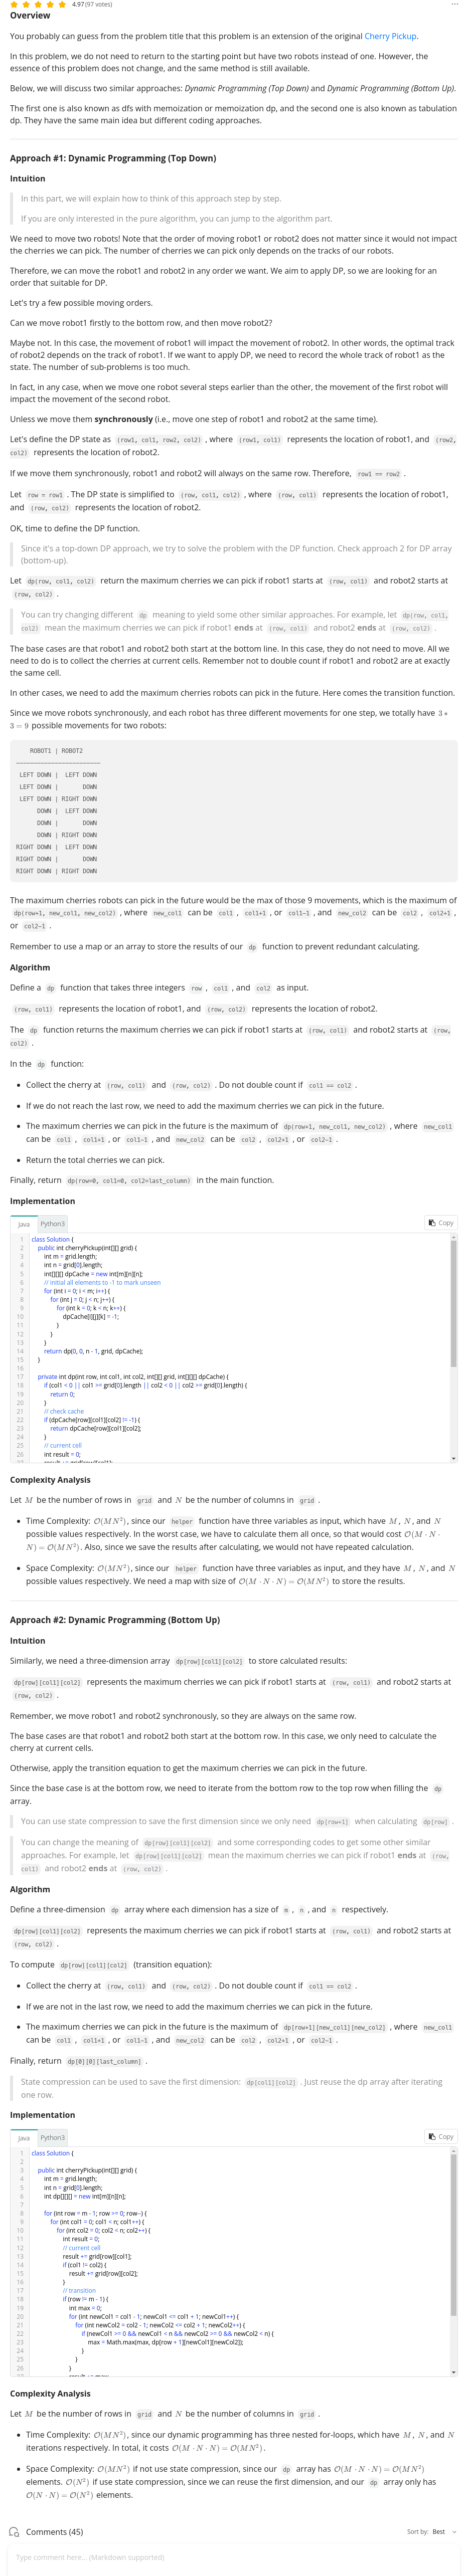 4.97 (97 votes)
Overview
You probably can guess from the problem title that this problem is an extension of the original Cherry Pickup.
In this problem, we do not need to return to the starting point but have two robots instead of one. However, the
essence of this problem does not change, and the same method is still available.
Below, we will discuss two similar approaches: Dynamic Programming (Top Down) and Dynamic Programming (Bottom Up).
The first one is also known as dfs with memoization or memoization dp, and the second one is also known as tabulation
dp. They have the same main idea but different coding approaches.
Approach #1: Dynamic Programming (Top Down)
Intuition
In this part, we will explain how to think of this approach step by step.
If you are only interested in the pure algorithm, you can jump to the algorithm part.
We need to move two robots! Note that the order of moving robot1 or robot2 does not matter since it would not impact
the cherries we can pick. The number of cherries we can pick only depends on the tracks of our robots.
Therefore, we can move the robot1 and robot2 in any order we want. We aim to apply DP, so we are looking for an
order that suitable for DP.
Let's try a few possible moving orders.
Can we move robot1 firstly to the bottom row, and then move robot2?
Maybe not. In this case, the movement of robot1 will impact the movement of robot2. In other words, the optimal track
of robot2 depends on the track of robot1. If we want to apply DP, we need to record the whole track of robot1 as the
state. The number of sub-problems is too much.
In fact, in any case, when we move one robot several steps earlier than the other, the movement of the first robot will
impact the movement of the second robot.
Unless we move them synchronously (i.e., move one step of robot1 and robot2 at the same time).
Let's define the DP state as (row1, col1, row2, col2) , where (row1, col1) represents the location of robot1, and (row2,
col2) represents the location of robot2.
If we move them synchronously, robot1 and robot2 will always on the same row. Therefore, row1 == row2 .
Let row = row1 . The DP state is simplified to (row, col1, col2) , where (row, col1) represents the location of robot1,
and (row, col2) represents the location of robot2.
OK, time to define the DP function.
Since it's a top-down DP approach, we try to solve the problem with the DP function. Check approach 2 for DP array
(bottom-up).
Let dp(row, col1, col2) return the maximum cherries we can pick if robot1 starts at (row, col1) and robot2 starts at
(row, col2) .
You can try changing different dp meaning to yield some other similar approaches. For example, let dp(row, col1,
col2) mean the maximum cherries we can pick if robot1 ends at (row, col1) and robot2 ends at (row, col2) .
The base cases are that robot1 and robot2 both start at the bottom line. In this case, they do not need to move. All we
need to do is to collect the cherries at current cells. Remember not to double count if robot1 and robot2 are at exactly
the same cell.
In other cases, we need to add the maximum cherries robots can pick in the future. Here comes the transition function.
Since we move robots synchronously, and each robot has three different movements for one step, we totally have 3 *
3 = 9 possible movements for two robots:
ROBOT1 | ROBOT2
LEFT DOWN | LEFT DOWN
LEFT DOWN | DOWN
LEFT DOWN | RIGHT DOWN
DOWN | LEFT DOWN
DOWN | DOWN
DOWN | RIGHT DOWN
RIGHT DOWN | LEFT DOWN
RIGHT DOWN | DOWN
RIGHT DOWN | RIGHT DOWN
The maximum cherries robots can pick in the future would be the max of those 9 movements, which is the maximum of
dp(row+1, new_col1, new_col2) , where new_col1 can be col1 , col1+1 , or col1-1 , and new_col2 can be col2 , col2+1 ,
or col2-1 .
Remember to use a map or an array to store the results of our dp function to prevent redundant calculating.
Algorithm
Define a dp function that takes three integers row , col1 , and col2 as input.
(row, col1) represents the location of robot1, and (row, col2) represents the location of robot2.
The dp function returns the maximum cherries we can pick if robot1 starts at (row, col1) and robot2 starts at (row,
col2) .
In the dp function:
• Collect the cherry at (row, col1) and (row, col2) . Do not double count if col1 == col2 .
• If we do not reach the last row, we need to add the maximum cherries we can pick in the future.
• The maximum cherries we can pick in the future is the maximum of dp(row+1, new_col1, new_col2) , where new_col1
can be col1 , col1+1 , or col1-1 , and new_col2 can be col2 , col2+1 , or col2-1 .
• Return the total cherries we can pick.
Finally, return dp(row=0, col1=0, col2=last_column) in the main function.
Implementation
Java Python3 Copy
1 class Solution {
2 public int cherryPickup(int[][] grid) {
3 int m = grid.length;
4 int n = grid[0].length;
5 int[][][] dpCache = new int[m][n][n];
6 // initial all elements to -1 to mark unseen
7 for (int i = 0; i < m; i++) {
8 for (int j = 0; j < n; j++) {
9 for (int k = 0; k < n; k++) {
10 dpCache[i][j][k] = -1;
11 }
12 }
13 }
14 return dp(0, 0, n - 1, grid, dpCache);
15 }
16
17 private int dp(int row, int col1, int col2, int[][] grid, int[][][] dpCache) {
18 if (col1 < 0 || col1 >= grid[0].length || col2 < 0 || col2 >= grid[0].length) {
19 return 0;
20 }
21 // check cache
22 if (dpCache[row][col1][col2] != -1) {
23 return dpCache[row][col1][col2];
24 }
25 // current cell
26 int result = 0;
Complexity Analysis
Let M be the number of rows in grid and N be the number of columns in grid .
• Time Complexity: O(MN²), since our helper function have three variables as input, which have M, N, and N
possible values respectively. In the worst case, we have to calculate them all once, so that would cost O(M · N ·
N) = O(MN²). Also, since we save the results after calculating, we would not have repeated calculation.
• Space Complexity: O(MN²), since our helper function have three variables as input, and they have M, N, and N
possible values respectively. We need a map with size of O(M · N · N) = O(MN²) to store the results.
Approach #2: Dynamic Programming (Bottom Up)
Intuition
Similarly, we need a three-dimension array dp[row][col1][col2] to store calculated results:
dp[row][col1][col2] represents the maximum cherries we can pick if robot1 starts at (row, col1) and robot2 starts at
(row, col2) .
Remember, we move robot1 and robot2 synchronously, so they are always on the same row.
The base cases are that robot1 and robot2 both start at the bottom row. In this case, we only need to calculate the
cherry at current cells.
Otherwise, apply the transition equation to get the maximum cherries we can pick in the future.
Since the base case is at the bottom row, we need to iterate from the bottom row to the top row when filling the dp
array.
You can use state compression to save the first dimension since we only need dp[row+1] when calculating dp[row] .
You can change the meaning of dp[row][col1][col2] and some corresponding codes to get some other similar
approaches. For example, let dp[row][col1][col2] mean the maximum cherries we can pick if robot1 ends at (row,
col1) and robot2 ends at (row, col2) .
Algorithm
Define a three-dimension dp array where each dimension has a size of m , n , and n respectively.
dp[row][col1][col2] represents the maximum cherries we can pick if robot1 starts at (row, col1) and robot2 starts at
(row, col2) .
To compute dp[row][col1][col2] (transition equation):
• Collect the cherry at (row, col1) and (row, col2) . Do not double count if col1 == col2 .
• If we are not in the last row, we need to add the maximum cherries we can pick in the future.
• The maximum cherries we can pick in the future is the maximum of dp[row+1][new_col1][new_col2] , where new_col1
can be col1 , col1+1 , or col1-1 , and new_col2 can be col2 , col2+1 , or col2-1 .
Finally, return dp[0][0][last_column] .
State compression can be used to save the first dimension: dp[col1][col2] . Just reuse the dp array after iterating
one row.
Implementation
Java Python3 Copy
1 class Solution {
2
3 public int cherryPickup(int[][] grid) {
4 int m = grid.length;
5 int n = grid[0].length;
6 int dp[][][] = new int[m][n][n];
7
8 for (int row = m - 1; row >= 0; row--) {
9 for (int col1 = 0; col1 < n; col1++) {
10 for (int col2 = 0; col2 < n; col2++) {
11 int result = 0;
12 // current cell
13 result += grid[row][col1];
14 if (col1 != col2) {
15 result += grid[row][col2];
16 }
17 // transition
18 if (row != m - 1) {
19 int max = 0;
20 for (int newCol1 = col1 - 1; newCol1 <= col1 + 1; newCol1++) {
21 for (int newCol2 = col2 - 1; newCol2 <= col2 + 1; newCol2++) {
22 if (newCol1 >= 0 && newCol1 < n && newCol2 >= 0 && newCol2 < n) {
23 max = Math.max(max, dp[row + 1][newCol1][newCol2]);
24 }
25 }
26 }
Complexity Analysis
Let M be the number of rows in grid and N be the number of columns in grid .
• Time Complexity: O(MN²), since our dynamic programming has three nested for-loops, which have M, N, and N
iterations respectively. In total, it costs O(M · N · N) = O(MN²).
• Space Complexity: O(MN²) if not use state compression, since our dp array has O(M · N · N) = O(MN²)
elements. O(N²) if use state compression, since we can reuse the first dimension, and our dp array only has
O(N · N) = O(N²) elements.
Comments (45) Sort by: Best
Type comment here... (Markdown supported)